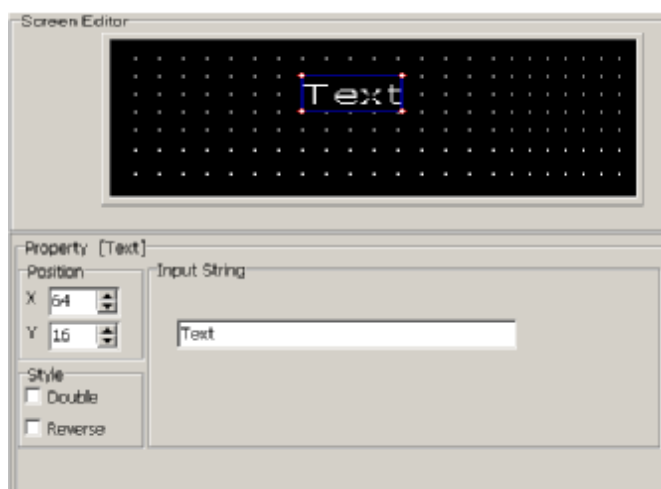 Screen Editor
Text
Property [Text]
Position
X 64
Y 16
Style
Double
Reverse
Input String
Text